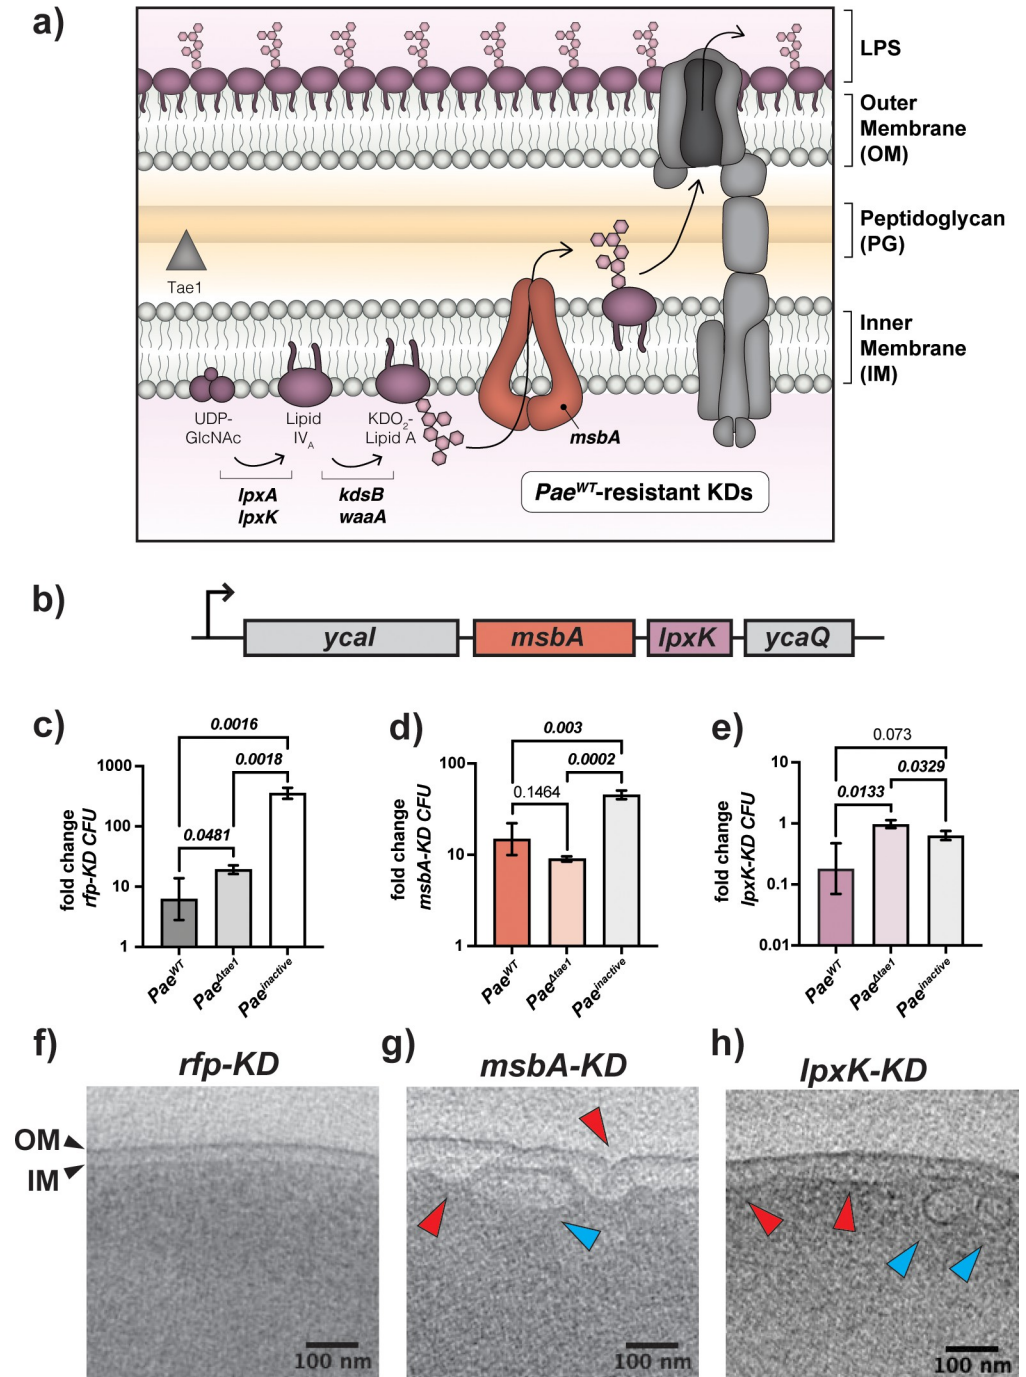 a)
LPS
Outer
Membrane
(OM)
Peptidoglycan
(PG)
Tae1
Inner
Membrane
(IM)
UDP-
GlcNAc
Lipid
IVA
KDO2-
Lipid A
msbA
lpxA
lpxK
kdsB
waaA
PaeWT-resistant KDs
b)
ycaI
msbA
lpxK
ycaQ
c)
0.0016
0.0018
0.0481
1000
100
10
1
fold change
rfp-KD CFU
PaeWT
PaeΔtae1
Paeinactive
d)
0.003
0.0002
0.1464
100
10
1
fold change
msbA-KD CFU
PaeWT
PaeΔtae1
Paeinactive
e)
0.073
0.0329
0.0133
10
1
0.1
0.01
fold change
lpxK-KD CFU
PaeWT
PaeΔtae1
Paeinactive
f)
rfp-KD
OM
IM
100 nm
g)
msbA-KD
100 nm
h)
lpxK-KD
100 nm